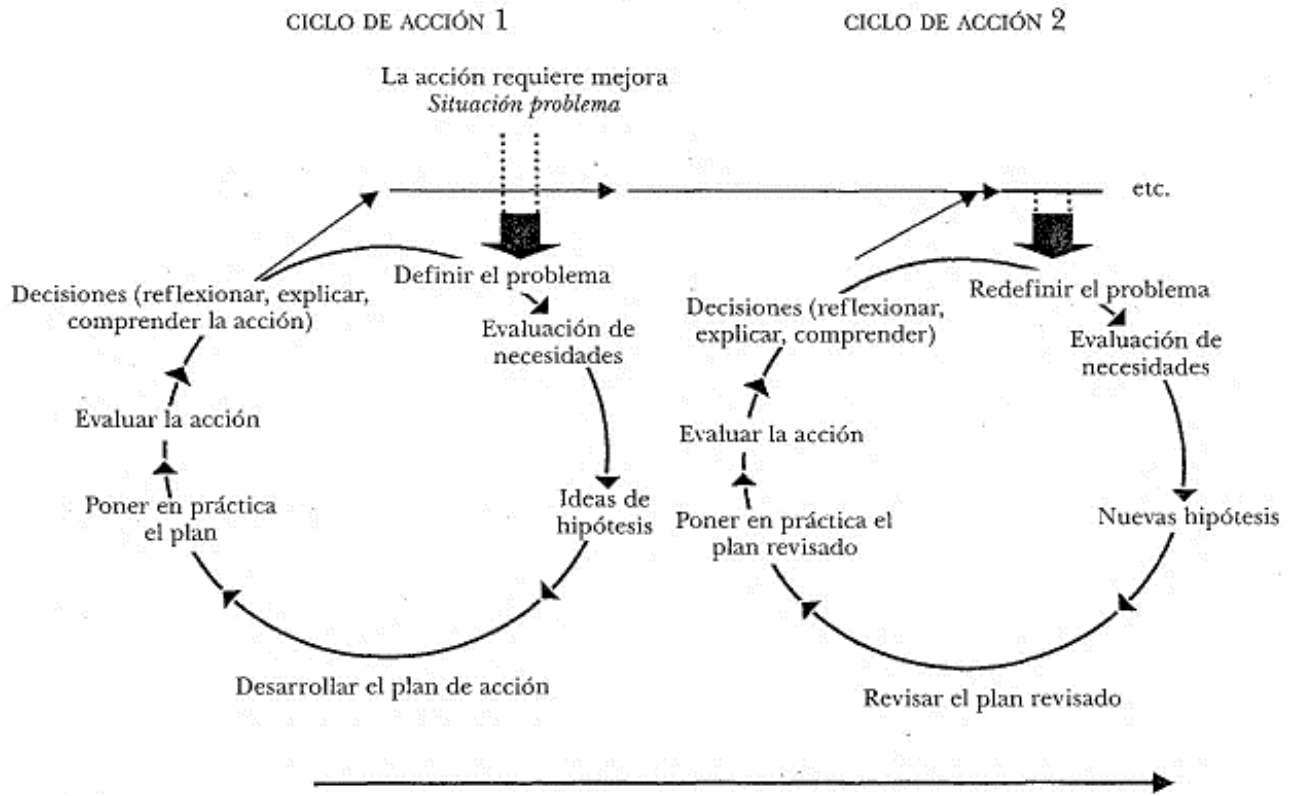 CICLO DE ACCIÓN 1
CICLO DE ACCIÓN 2
La acción requiere mejora
Situación problema
etc.
Definir el problema
Evaluación de
necesidades
Ideas de
hipótesis
Desarrollar el plan de acción
Poner en práctica
el plan
Evaluar la acción
Decisiones (reflexionar, explicar,
comprender la acción)
Redefinir el problema
Evaluación de
necesidades
Nuevas hipótesis
Revisar el plan revisado
Poner en práctica el
plan revisado
Evaluar la acción
Decisiones (reflexionar,
explicar, comprender)